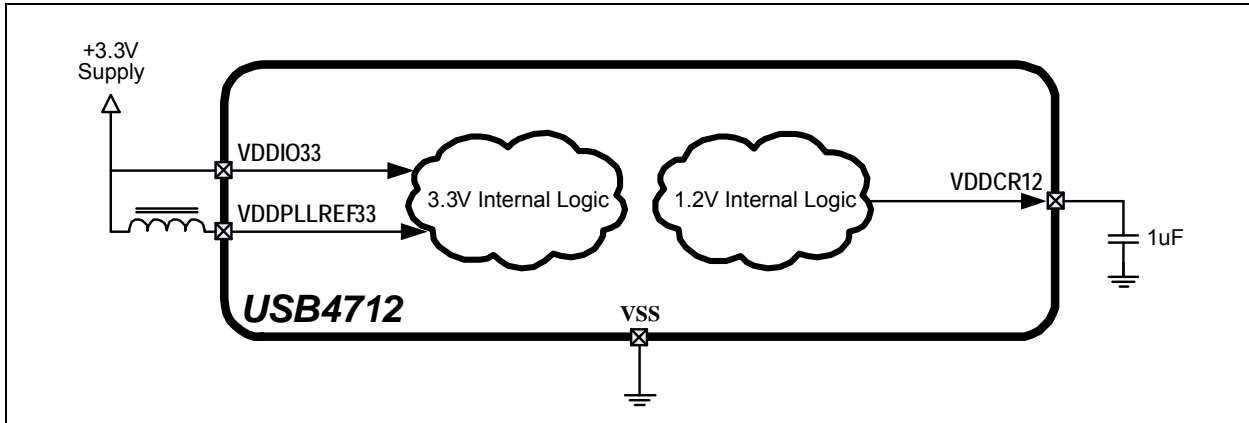 +3.3V
Supply
VDDIO33
VDDPLLREF33
3.3V Internal Logic
1.2V Internal Logic
VDDCR12
1uF
USB4712
VSS